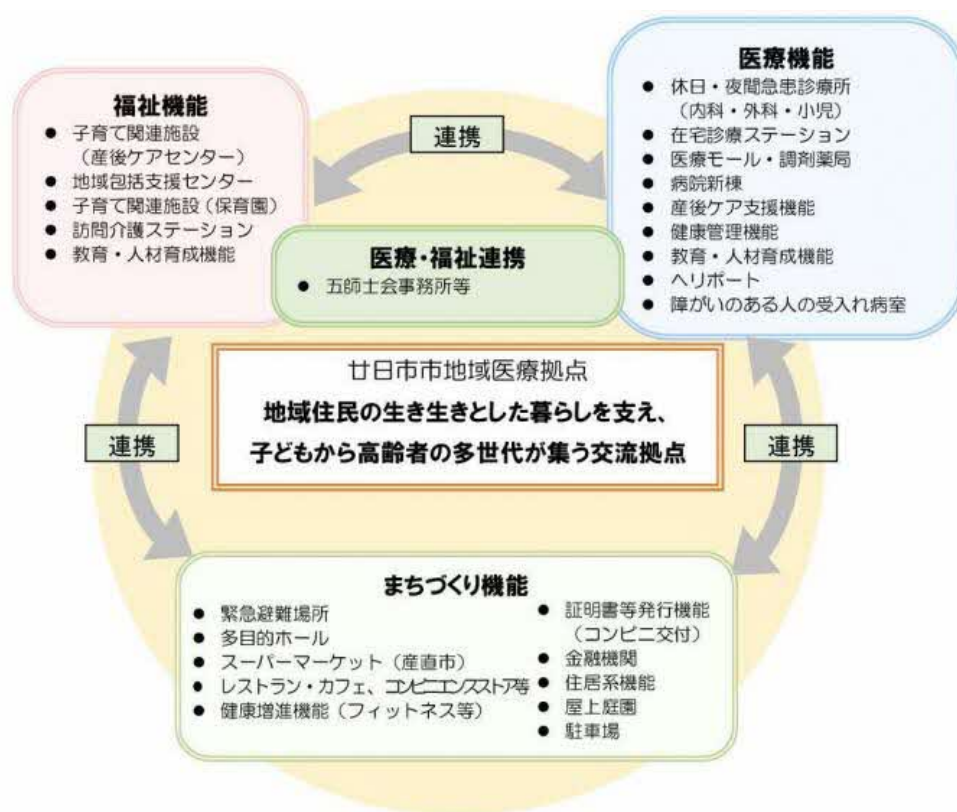 福祉機能
● 子育て関連施設
（産後ケアセンター）
● 地域包括支援センター
● 子育て関連施設（保育園）
● 訪問介護ステーション
● 教育・人材育成機能
連携
医療機能
● 休日・夜間急患診療所
（内科・外科・小児）
● 在宅診療ステーション
● 医療モール・調剤薬局
● 病院新棟
● 産後ケア支援機能
● 健康管理機能
● 教育・人材育成機能
● ヘリポート
● 障がいのある人の受入れ病室
医療・福祉連携
● 五師士会事務所等
廿日市市地域医療拠点
地域住民の生き生きとした暮らしを支え、
子どもから高齢者の多世代が集う交流拠点
連携
連携
まちづくり機能
● 緊急避難場所
● 多目的ホール
● スーパーマーケット（産直市）
● レストラン・カフェ、コンビニエンスストア等
● 健康増進機能（フィットネス等）
● 証明書等発行機能
（コンビニ交付）
● 金融機関
● 住居系機能
● 屋上庭園
● 駐車場